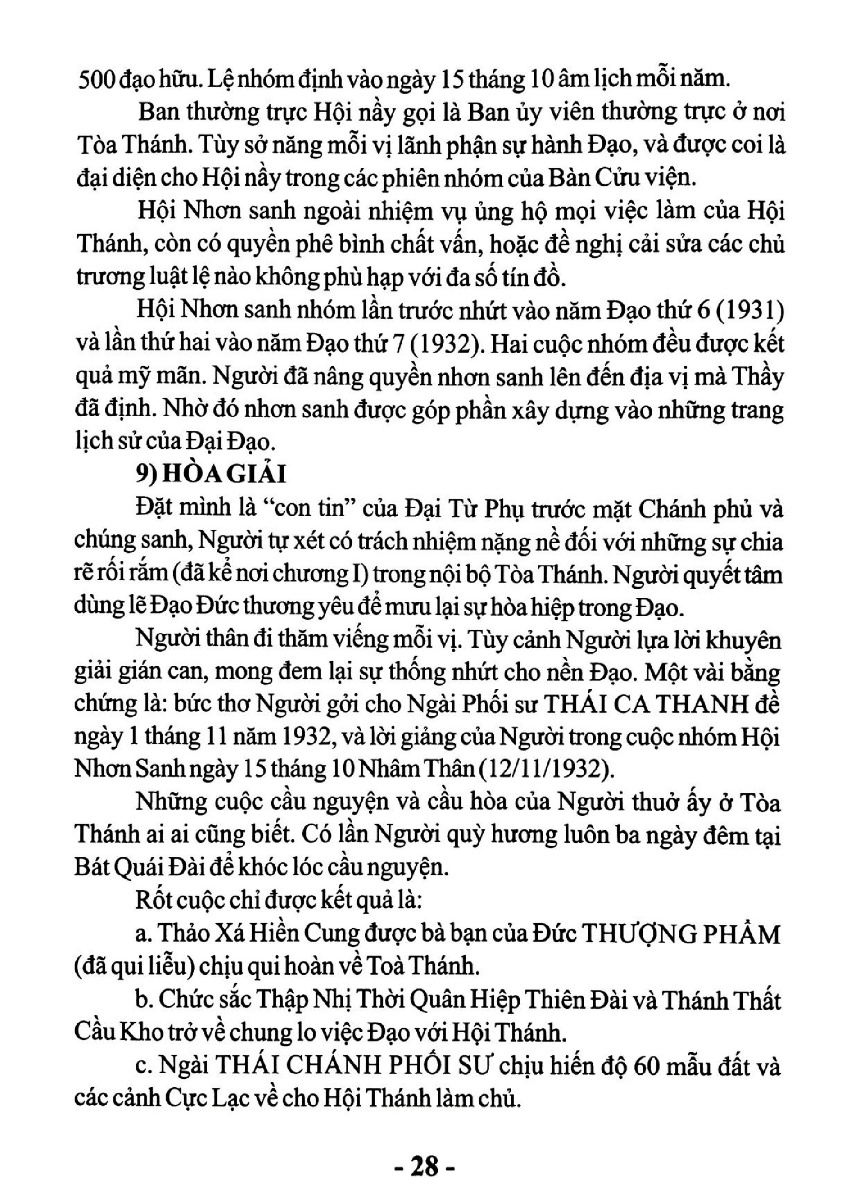 500 đạo hữu. Lệ nhóm định vào ngày 15 tháng 10 âm lịch mỗi năm.
Ban thường trực Hội nầy gọi là Ban ủy viên thường trực ở nơi
Tòa Thánh. Tùy sở năng mỗi vị lãnh phận sự hành Đạo, và được coi là
đại diện cho Hội nầy trong các phiên nhóm của Bàn Cửu viện.
Hội Nhơn sanh ngoài nhiệm vụ ủng hộ mọi việc làm của Hội
Thánh, còn có quyền phê bình chất vấn, hoặc đề nghị cải sửa các chủ
trương luật lệ nào không phù hạp với đa số tín đồ.
Hội Nhơn sanh nhóm lần trước nhứt vào năm Đạo thứ 6 (1931)
và lần thứ hai vào năm Đạo thứ 7 (1932). Hai cuộc nhóm đều được kết
quả mỹ mãn. Người đã nâng quyền nhơn sanh lên đến địa vị mà Thầy
đã định. Nhờ đó nhơn sanh được góp phần xây dựng vào những trang
lịch sử của Đại Đạo.
9) HÒA GIẢI
Đặt mình là “con tin” của Đại Từ Phụ trước mặt Chánh phủ và
chúng sanh, Người tự xét có trách nhiệm nặng nề đối với những sự chia
rẽ rối rắm (đã kể nơi chương I) trong nội bộ Tòa Thánh. Người quyết tâm
dùng lẽ Đạo Đức thương yêu để mưu lại sự hòa hiệp trong Đạo.
Người thân đi thăm viếng mỗi vị. Tùy cảnh Người lựa lời khuyên
giải gián can, mong đem lại sự thống nhứt cho nền Đạo. Một vài bằng
chứng là: bức thơ Người gởi cho Ngài Phối sư THÁI CA THANH đề
ngày 1 tháng 11 năm 1932, và lời giảng của Người trong cuộc nhóm Hội
Nhơn Sanh ngày 15 tháng 10 Nhâm Thân (12/11/1932).
Những cuộc cầu nguyện và cầu hòa của Người thuở ấy ở Tòa
Thánh ai ai cũng biết. Có lần Người quỳ hương luôn ba ngày đêm tại
Bát Quái Đài để khóc lóc cầu nguyện.
Rốt cuộc chỉ được kết quả là:
a. Thảo Xá Hiền Cung được bà bạn của Đức THƯỢNG PHẨM
(đã qui liễu) chịu qui hoàn về Toà Thánh.
b. Chức sắc Thập Nhị Thời Quân Hiệp Thiên Đài và Thánh Thất
Cầu Kho trở về chung lo việc Đạo với Hội Thánh.
c. Ngài THÁI CHÁNH PHỐI SƯ chịu hiến độ 60 mẫu đất và
các cảnh Cực Lạc về cho Hội Thánh làm chủ.
- 28 -